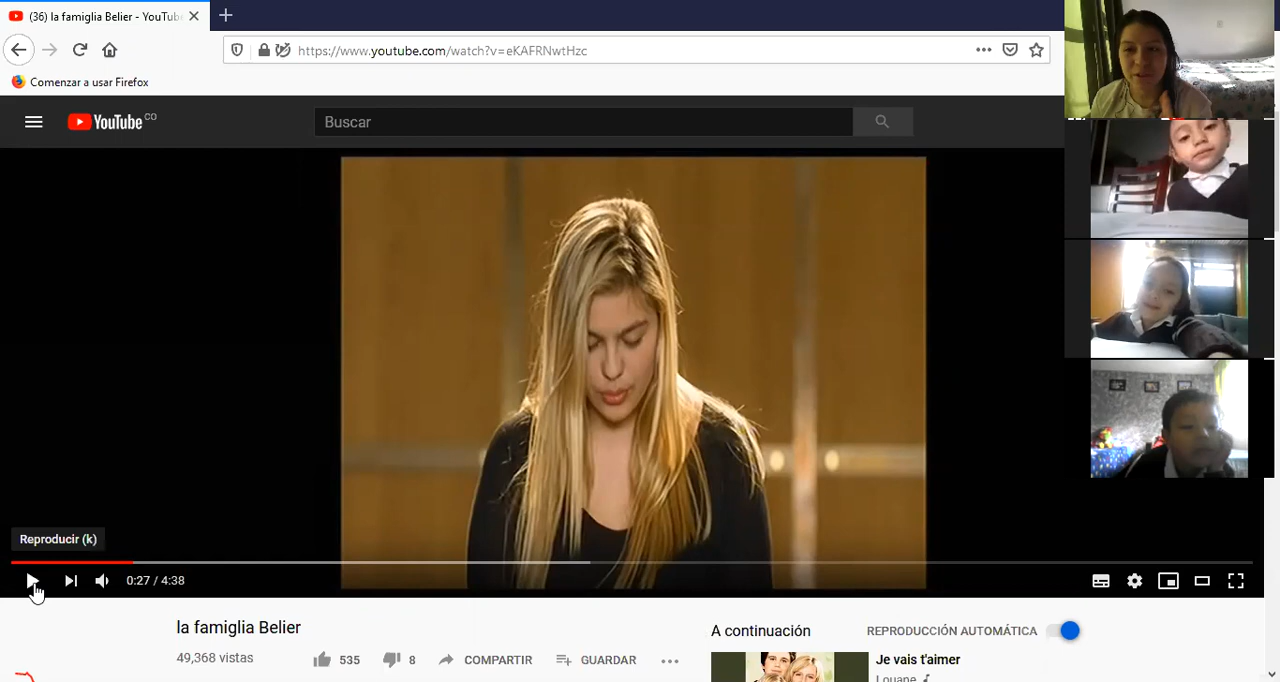 (36) la famiglia Belier - YouTube
https://www.youtube.com/watch?v=eKAFRNwtHzc
Comenzar a usar Firefox
YouTube CO
Buscar
Reproducir (k)
0:27 / 4:38
la famiglia Belier
49,368 vistas
535
8
COMPARTIR
GUARDAR
A continuación
REPRODUCCIÓN AUTOMÁTICA
Je vais t'aimer
Louane